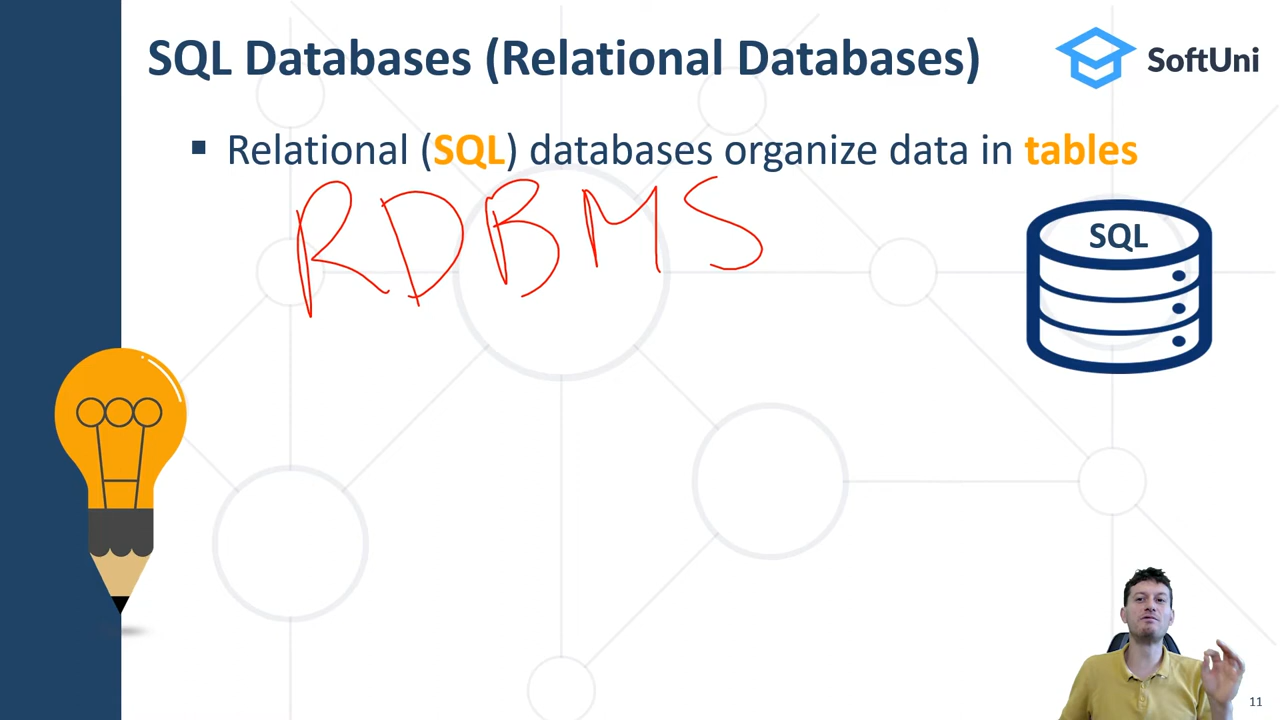 SQL Databases (Relational Databases)
SoftUni
▪ Relational (SQL) databases organize data in tables
RDBMS
SQL
11